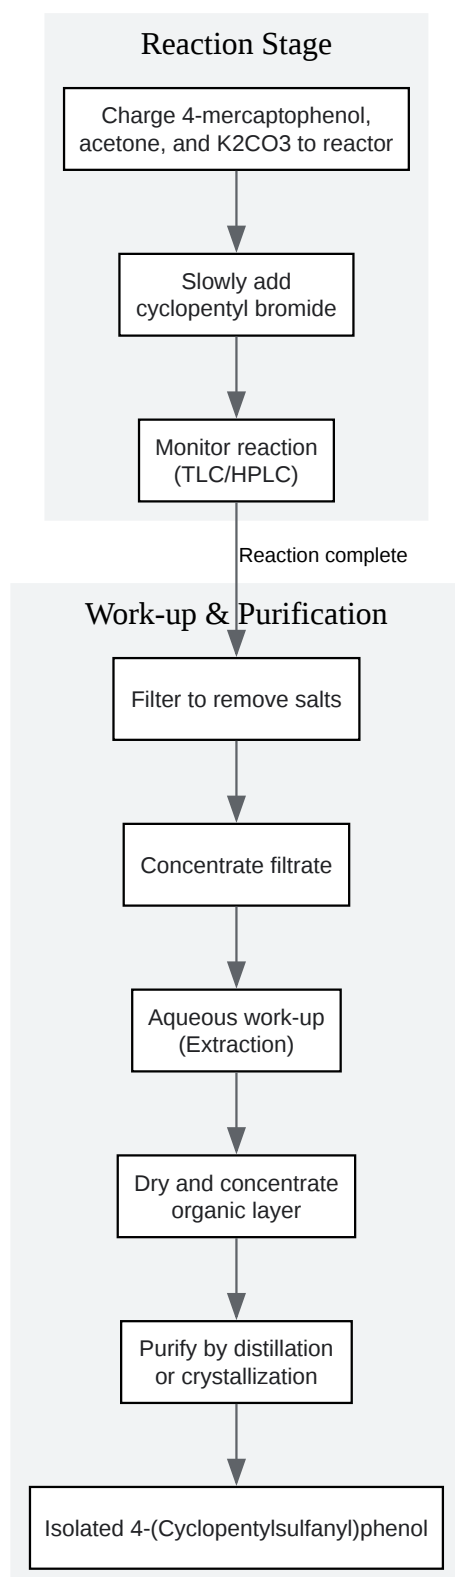 Reaction Stage
Charge 4-mercaptophenol,
acetone, and K2CO3 to reactor
Slowly add
cyclopentyl bromide
Monitor reaction
(TLC/HPLC)
Reaction complete
Work-up & Purification
Filter to remove salts
Concentrate filtrate
Aqueous work-up
(Extraction)
Dry and concentrate
organic layer
Purify by distillation
or crystallization
Isolated 4-(Cyclopentylsulfanyl)phenol